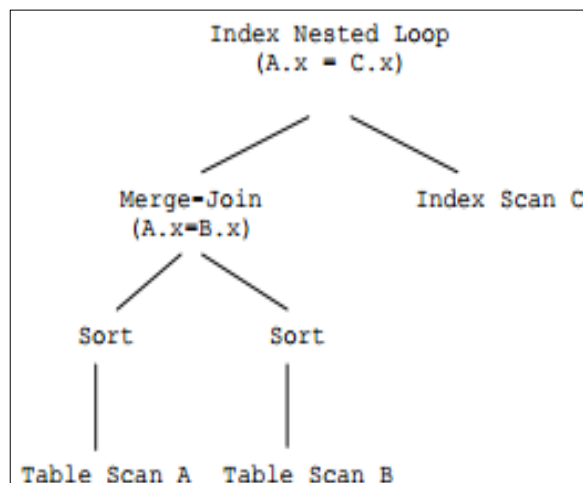 Index Nested Loop
(A.x = C.x)
Merge-Join
(A.x=B.x)
Index Scan C
Sort
Sort
Table Scan A
Table Scan B